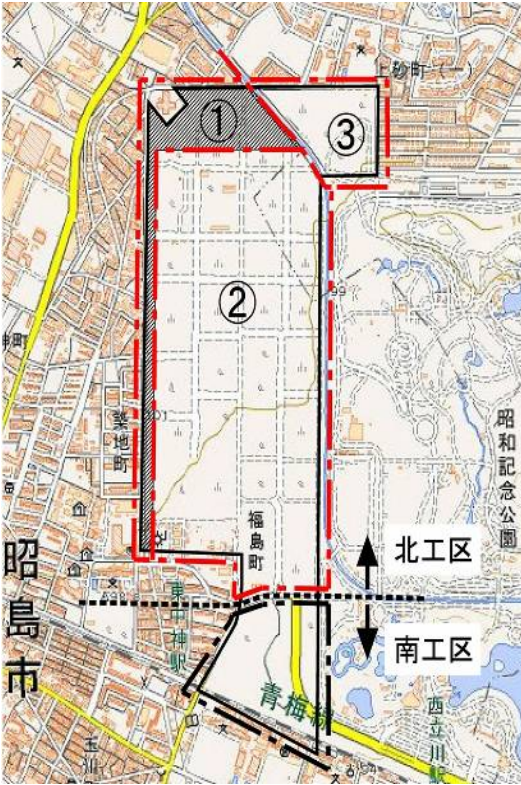 上砂町(一)
①
③
②
築地町
昭和記念公園
福島町
北工区
昭島市
東中神駅
南工区
青梅線
西立川駅
玉川